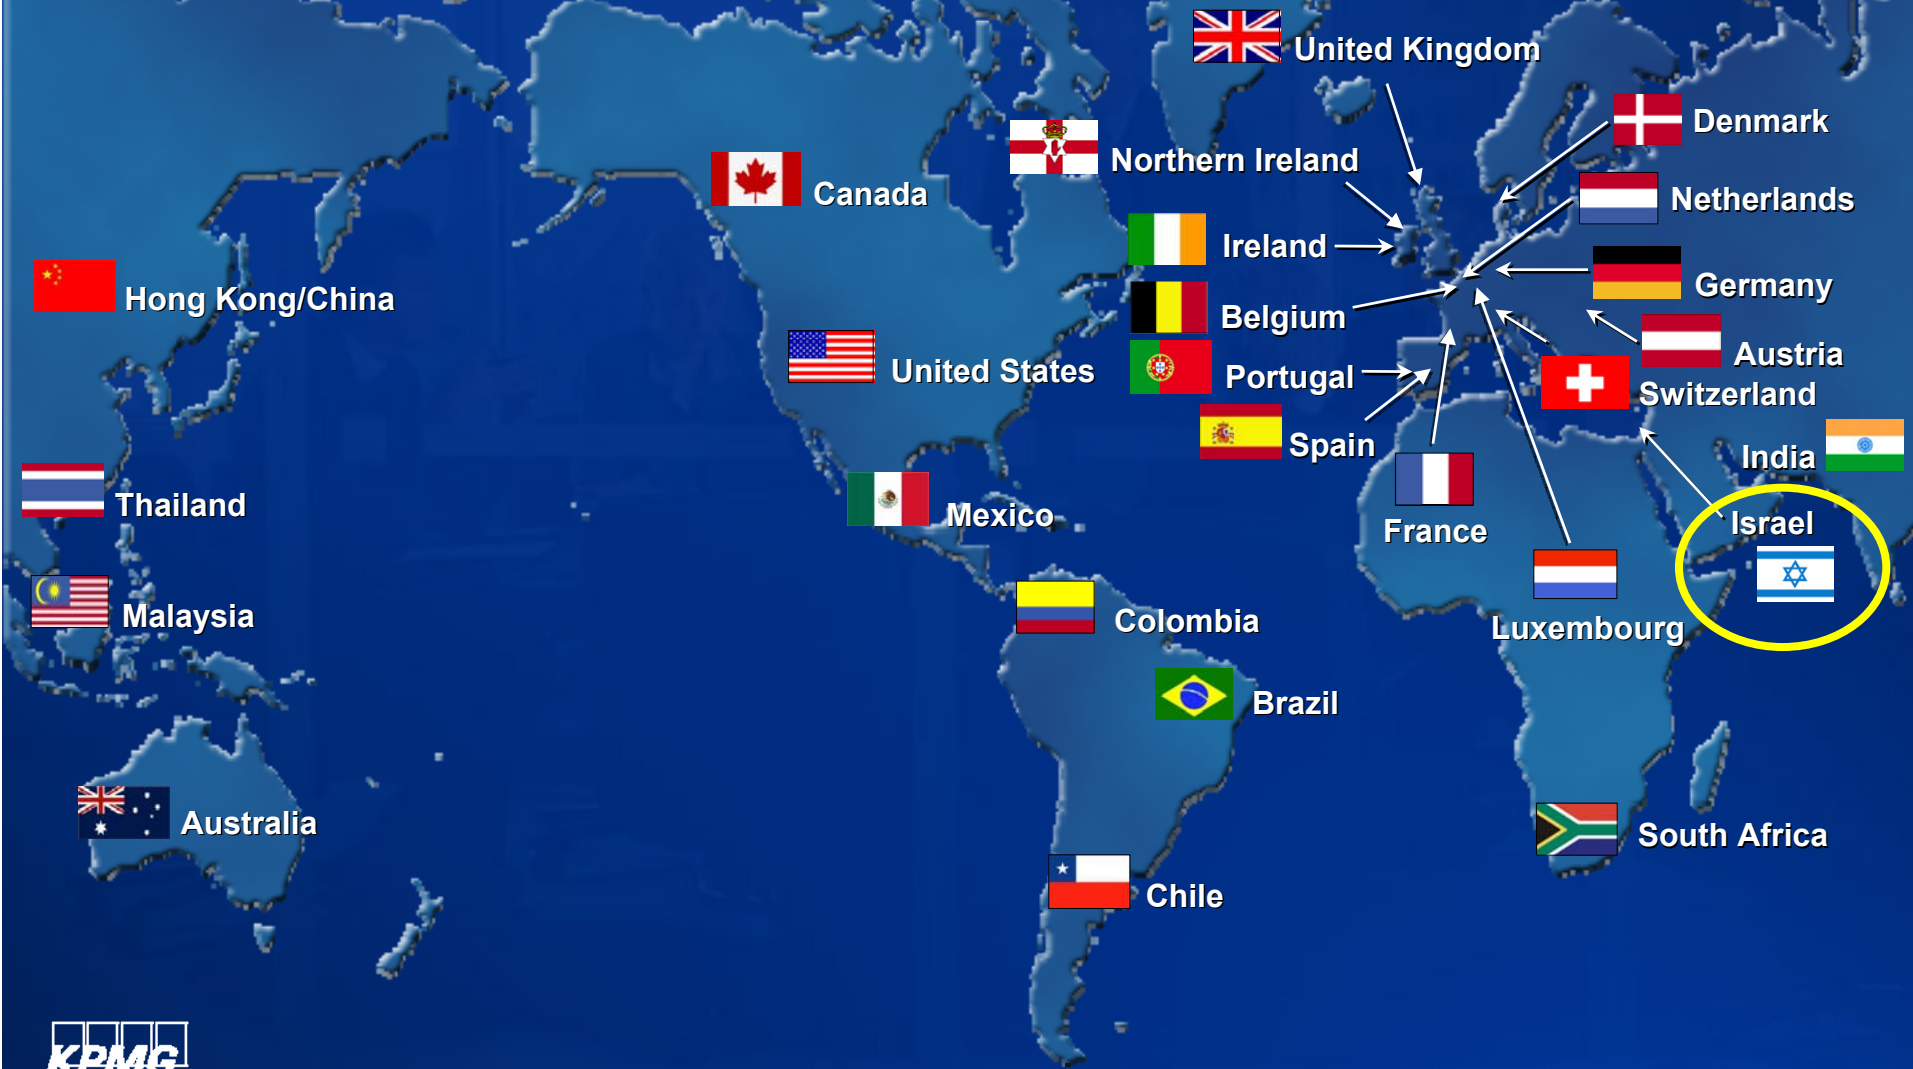 United Kingdom
Denmark
Northern Ireland
Netherlands
Canada
Ireland
Germany
Hong Kong/China
Belgium
Austria
United States
Portugal
Switzerland
Spain
India
Thailand
Mexico
France
Israel
Malaysia
Colombia
Luxembourg
Brazil
Australia
South Africa
Chile
KPMG